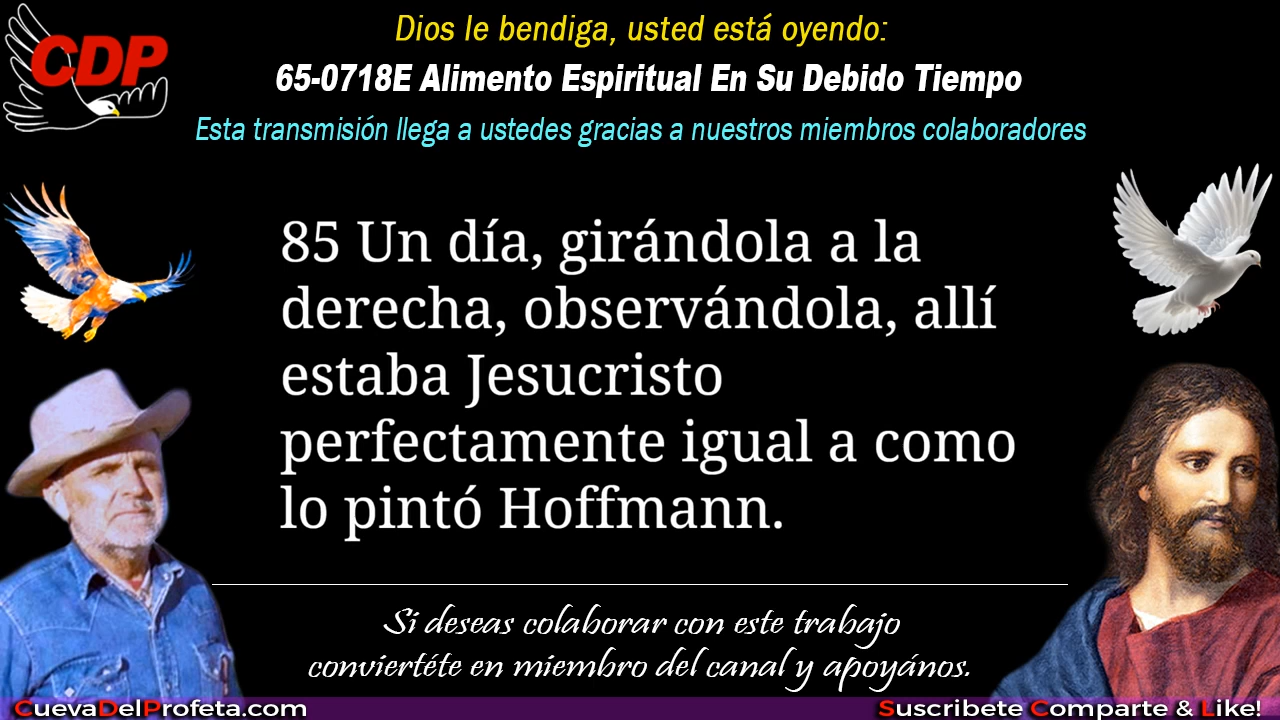 CDP
Dios le bendiga, usted está oyendo:
65-0718E Alimento Espiritual En Su Debido Tiempo
Esta transmisión llega a ustedes gracias a nuestros miembros colaboradores
85 Un día, girándola a la
derecha, observándola, allí
estaba Jesucristo
perfectamente igual a como
lo pintó Hoffmann.
Si deseas colaborar con este trabajo
conviertéte en miembro del canal y apoyános.
CuevaDelProfeta.com
Suscribete Comparte & Like!